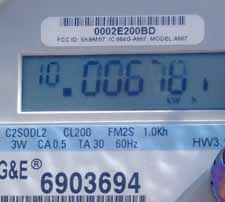 0002E200BD
FCC ID: SK9AMI7 IC:864G-AMI7 MODEL:AMI7
10.00678
kW h
C2SODL2 CL200 FM2S 1.0Kh
3W CA 0.5 TA 30 60Hz HW3.
G&E®
6903694